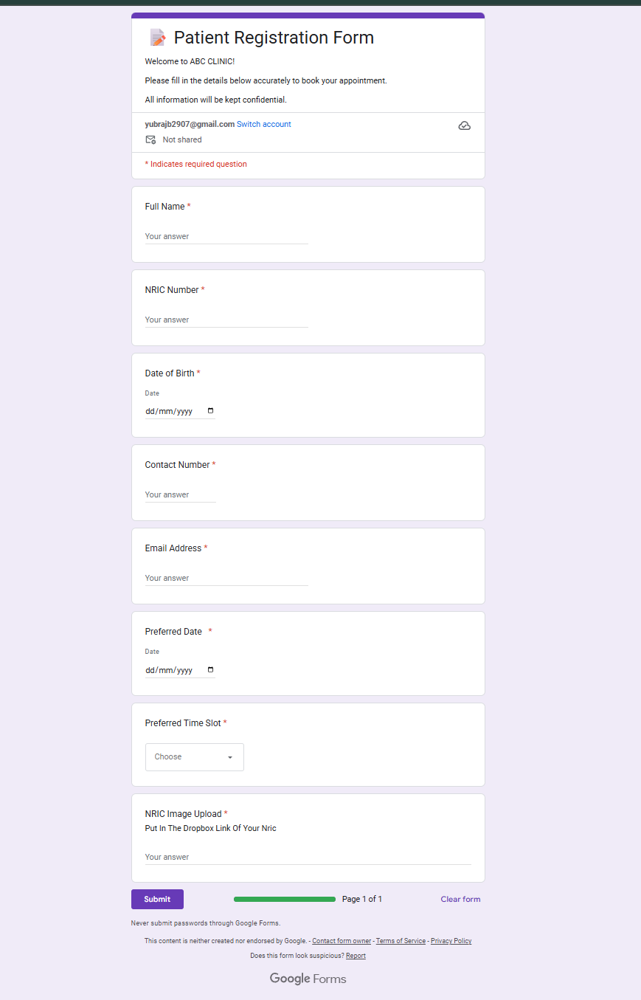 Patient Registration Form
Welcome to ABC CLINIC!
Please fill in the details below accurately to book your appointment.
All information will be kept confidential.
yubrajb2907@gmail.com Switch account
Not shared
* Indicates required question
Full Name *
Your answer
NRIC Number *
Your answer
Date of Birth *
Date
dd/mm/yyyy
Contact Number *
Your answer
Email Address *
Your answer
Preferred Date *
Date
dd/mm/yyyy
Preferred Time Slot *
Choose
NRIC Image Upload *
Put In The Dropbox Link Of Your Nric
Your answer
Submit Page 1 of 1 Clear form
Never submit passwords through Google Forms.
This content is neither created nor endorsed by Google. - Contact form owner - Terms of Service - Privacy Policy
Does this form look suspicious? Report
Google Forms